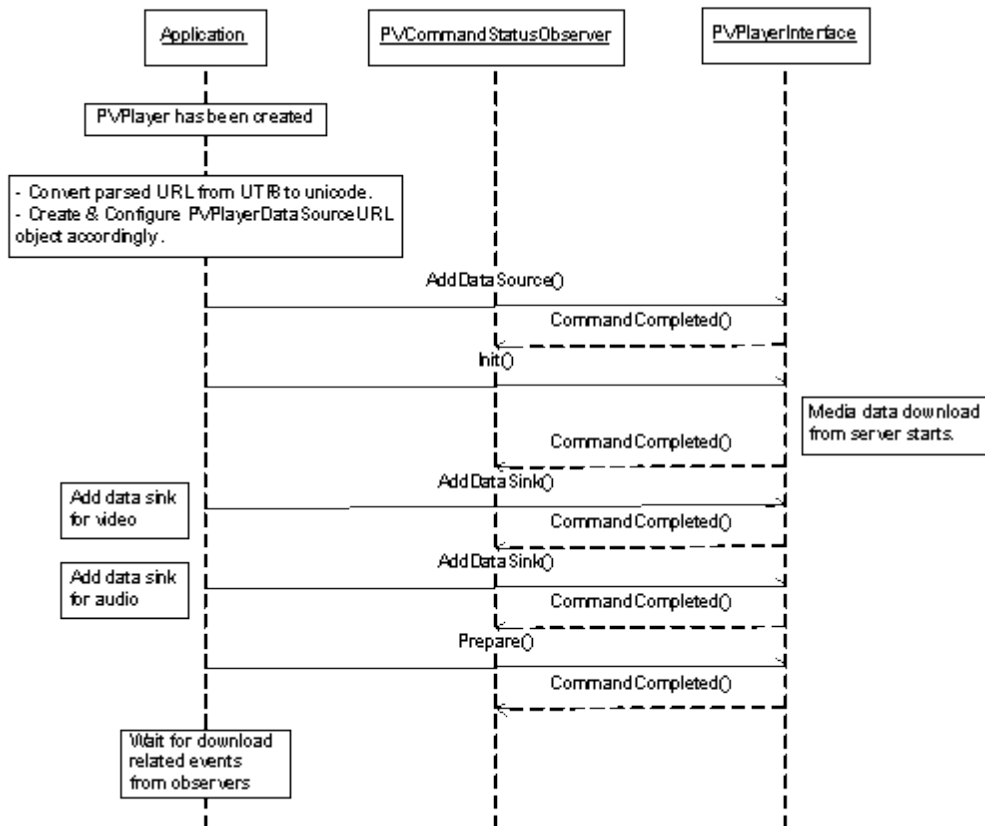 Application
PVCommandStatusObserver
PVPlayerInterface
PVPlayer has been created
- Convert parsed URL from UTF8 to unicode.
- Create & Configure PVPlayerDataSourceURL
object accordingly.
AddDataSource()
CommandCompleted()
Init()
Media data download
from server starts.
CommandCompleted()
AddDataSink()
Add data sink
for video
CommandCompleted()
AddDataSink()
Add data sink
for audio
CommandCompleted()
Prepare()
CommandCompleted()
Wait for download
related events
from observers